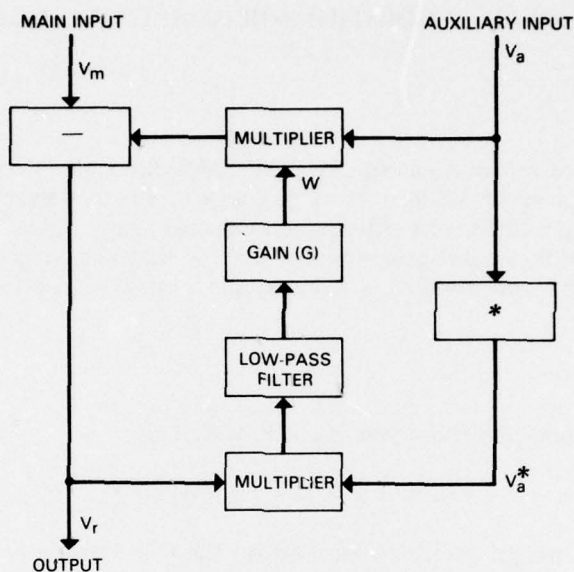 MAIN INPUT
AUXILIARY INPUT
Vm
Va
—
MULTIPLIER
W
GAIN (G)
*
LOW-PASS
FILTER
MULTIPLIER
Va*
Vr
OUTPUT